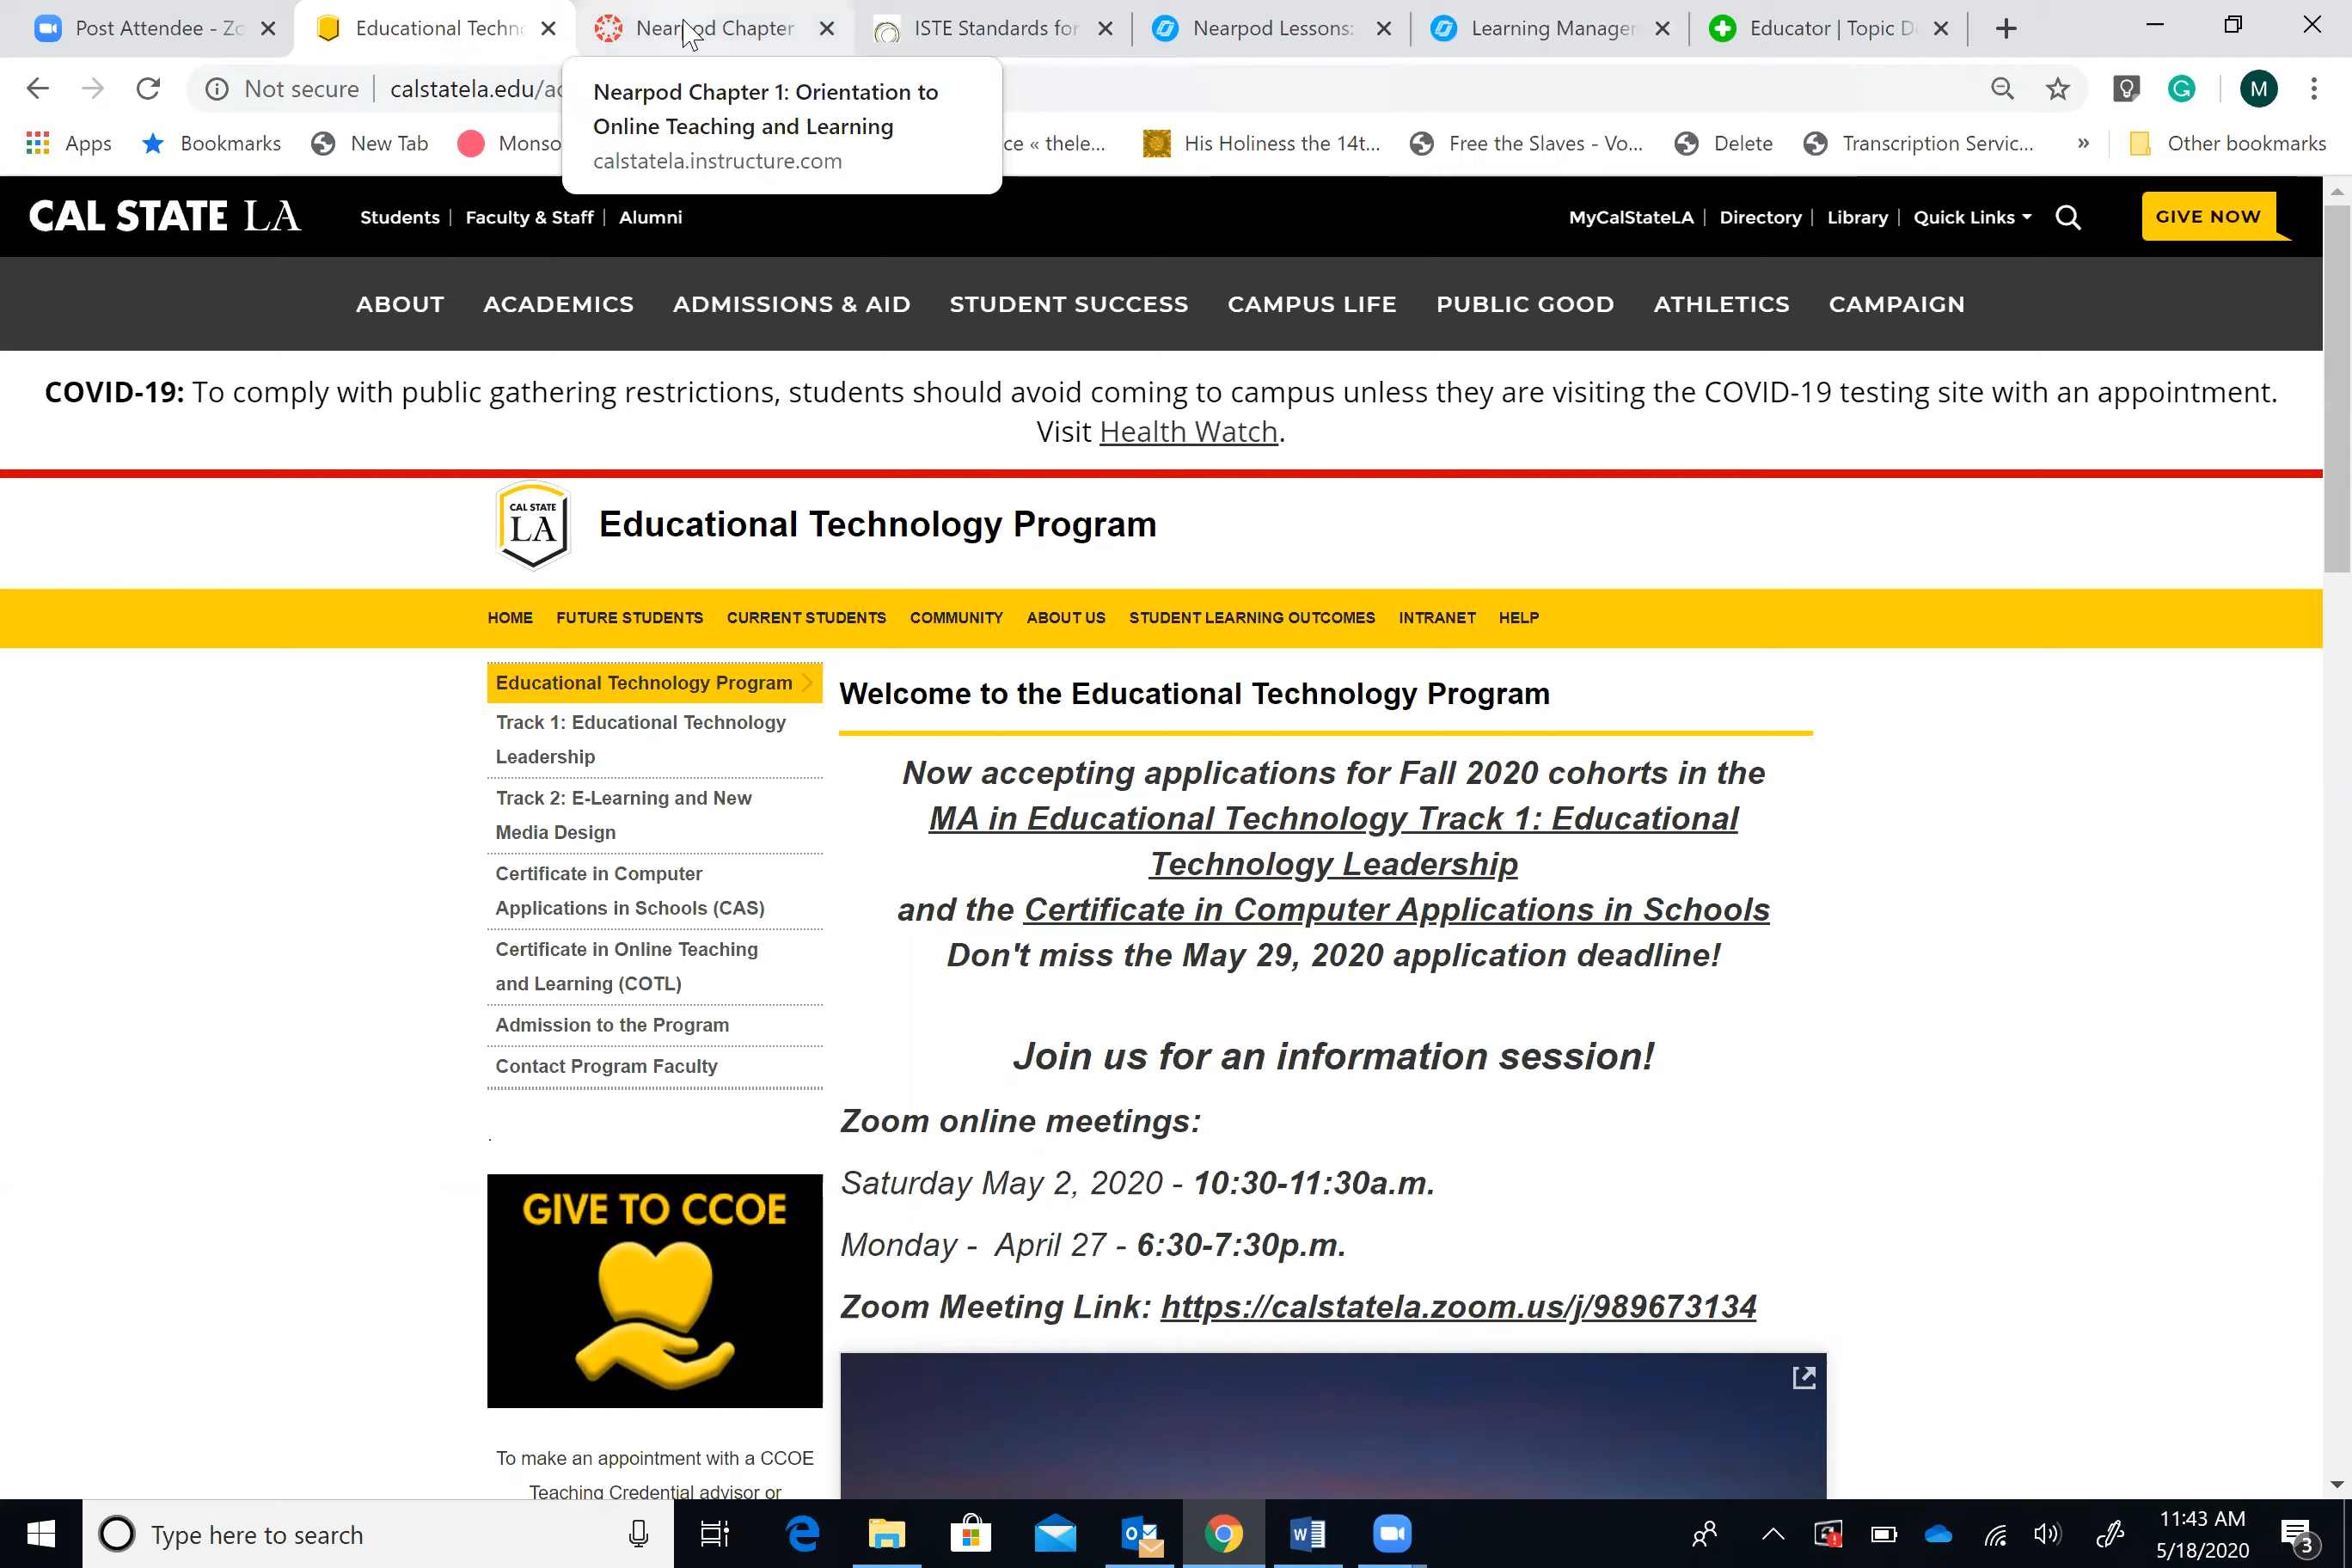 Post Attendee - Zo
Educational Techno
Nearpod Chapter
ISTE Standards for
Nearpod Lessons:
Learning Manager
Educator | Topic D
Not secure
calstatela.edu/ac
M
Nearpod Chapter 1: Orientation to
Online Teaching and Learning
calstatela.instructure.com
Apps
Bookmarks
New Tab
Monso
ce « thele...
His Holiness the 14t...
Free the Slaves - Vo...
Delete
Transcription Servic...
»
Other bookmarks
CAL STATE LA
Students | Faculty & Staff | Alumni
MyCalStateLA | Directory | Library | Quick Links
GIVE NOW
ABOUT ACADEMICS ADMISSIONS & AID STUDENT SUCCESS CAMPUS LIFE PUBLIC GOOD ATHLETICS CAMPAIGN
COVID-19: To comply with public gathering restrictions, students should avoid coming to campus unless they are visiting the COVID-19 testing site with an appointment.
Visit Health Watch.
CAL STATE
LA
Educational Technology Program
HOME FUTURE STUDENTS CURRENT STUDENTS COMMUNITY ABOUT US STUDENT LEARNING OUTCOMES INTRANET HELP
Educational Technology Program
Track 1: Educational Technology
Leadership
Track 2: E-Learning and New
Media Design
Certificate in Computer
Applications in Schools (CAS)
Certificate in Online Teaching
and Learning (COTL)
Admission to the Program
Contact Program Faculty
.
GIVE TO CCOE
To make an appointment with a CCOE
Teaching Credential advisor or
Welcome to the Educational Technology Program
Now accepting applications for Fall 2020 cohorts in the
MA in Educational Technology Track 1: Educational
Technology Leadership
and the Certificate in Computer Applications in Schools
Don't miss the May 29, 2020 application deadline!
Join us for an information session!
Zoom online meetings:
Saturday May 2, 2020 - 10:30-11:30a.m.
Monday - April 27 - 6:30-7:30p.m.
Zoom Meeting Link: https://calstatela.zoom.us/j/989673134
Type here to search
11:43 AM
5/18/2020
3